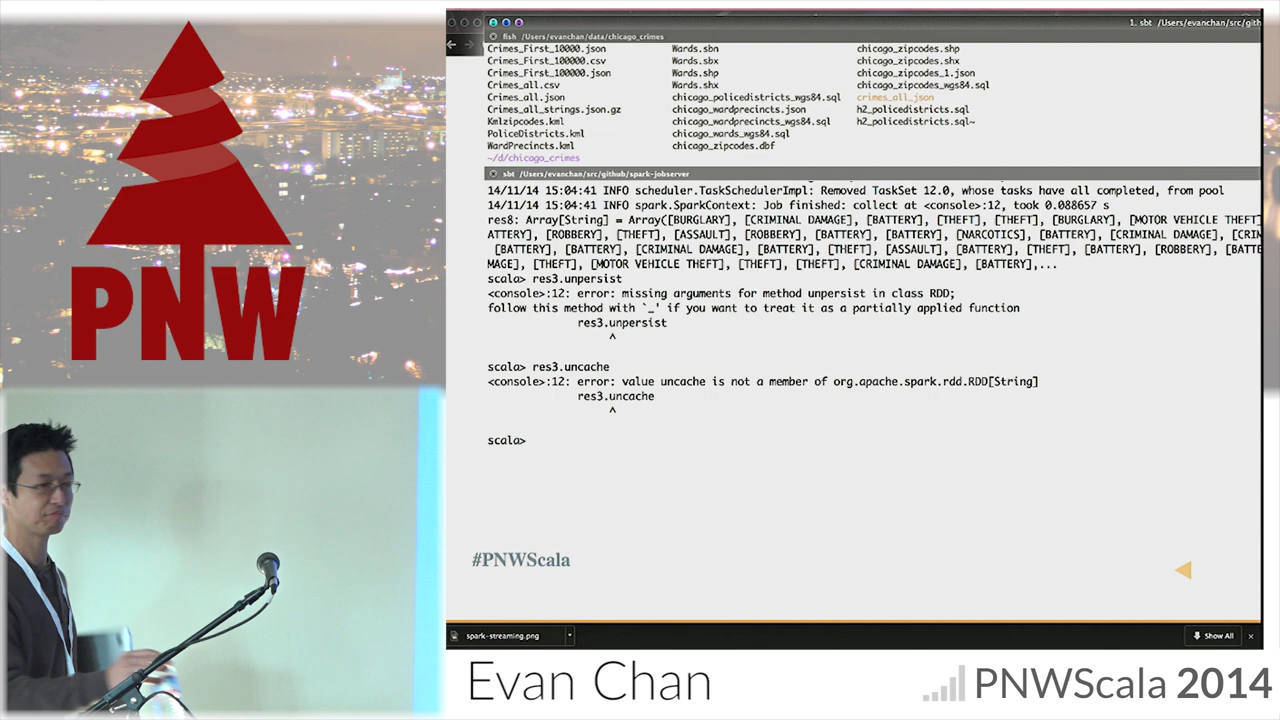 PNW
1. sbt /Users/evanchan/src/gith
fish /Users/evanchan/data/chicago_crimes
Crimes_First_10000.json Wards.sbn chicago_zipcodes.shp
Crimes_First_100000.csv Wards.sbx chicago_zipcodes.shx
Crimes_First_100000.json Wards.shp chicago_zipcodes_1.json
Crimes_all.csv Wards.shx chicago_zipcodes_wgs84.sql
Crimes_all.json chicago_policedistricts_wgs84.sql crimes_all_json
Crimes_all_strings.json.gz chicago_wardprecincts.json h2_policedistricts.sql
Kmlzipcodes.kml chicago_wardprecincts_wgs84.sql h2_policedistricts.sql~
PoliceDistricts.kml chicago_wards_wgs84.sql
WardPrecincts.kml chicago_zipcodes.dbf
~/d/chicago_crimes
sbt /Users/evanchan/src/github/spark-jobserver
14/11/14 15:04:41 INFO scheduler.TaskSchedulerImpl: Removed TaskSet 12.0, whose tasks have all completed, from pool
14/11/14 15:04:41 INFO spark.SparkContext: Job finished: collect at <console>:12, took 0.088657 s
res8: Array[String] = Array([BURGLARY], [CRIMINAL DAMAGE], [BATTERY], [THEFT], [THEFT], [BURGLARY], [MOTOR VEHICLE THEFT]
ATTERY], [ROBBERY], [THEFT], [ASSAULT], [ROBBERY], [BATTERY], [BATTERY], [NARCOTICS], [BATTERY], [CRIMINAL DAMAGE], [CRIM
[BATTERY], [BATTERY], [CRIMINAL DAMAGE], [BATTERY], [THEFT], [ASSAULT], [BATTERY], [THEFT], [BATTERY], [ROBBERY], [BATTE
MAGE], [THEFT], [MOTOR VEHICLE THEFT], [THEFT], [THEFT], [CRIMINAL DAMAGE], [BATTERY],...
scala> res3.unpersist
<console>:12: error: missing arguments for method unpersist in class RDD;
follow this method with `_' if you want to treat it as a partially applied function
res3.unpersist
^
scala> res3.uncache
<console>:12: error: value uncache is not a member of org.apache.spark.rdd.RDD[String]
res3.uncache
^
scala>
#PNWScala
spark-streaming.png
Show All
Evan Chan
PNWScala 2014